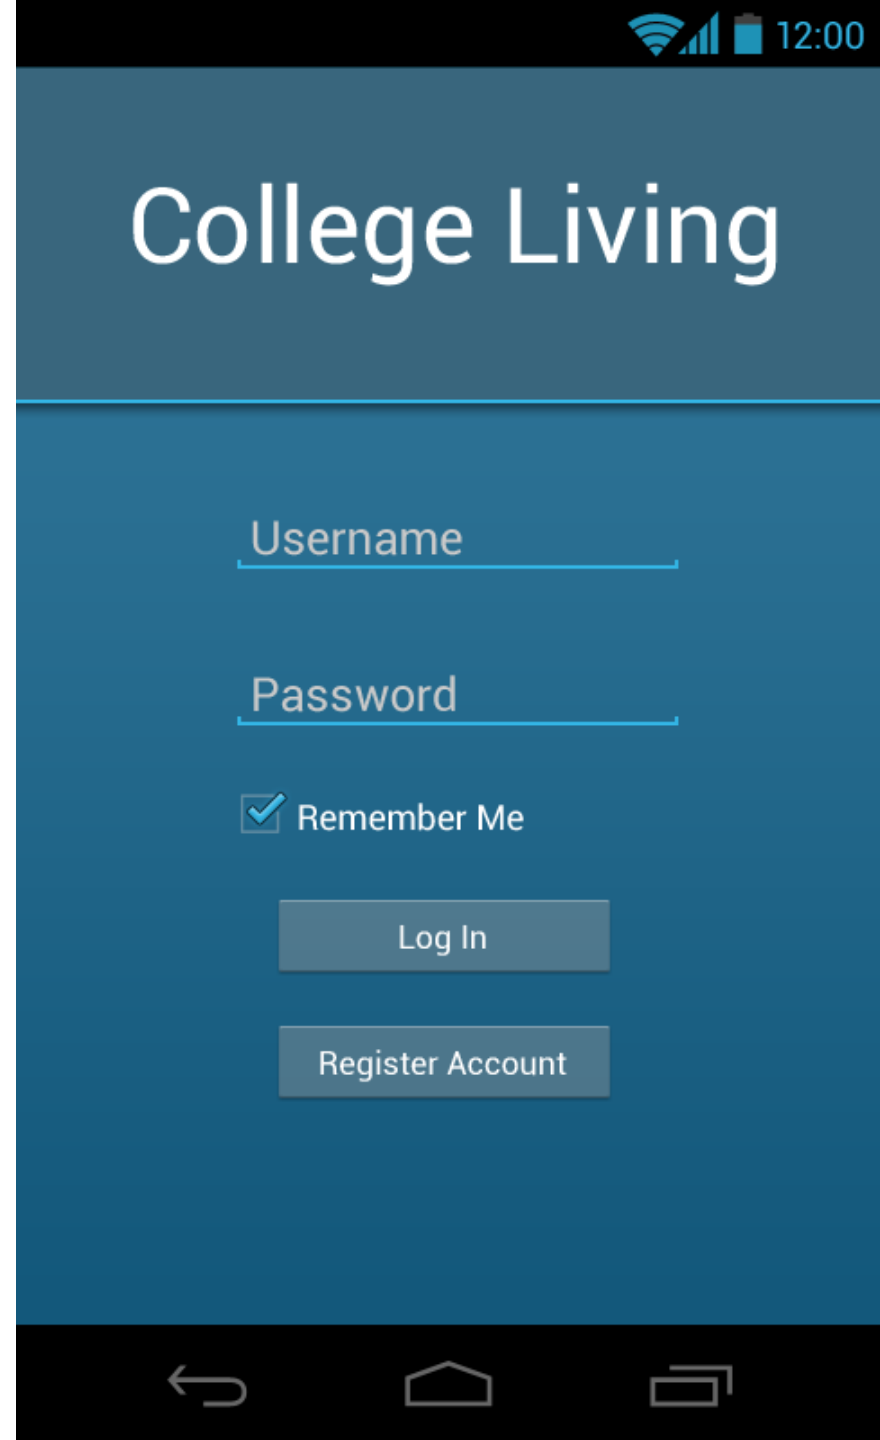 12:00
College Living
Username
Password
Remember Me
Log In
Register Account